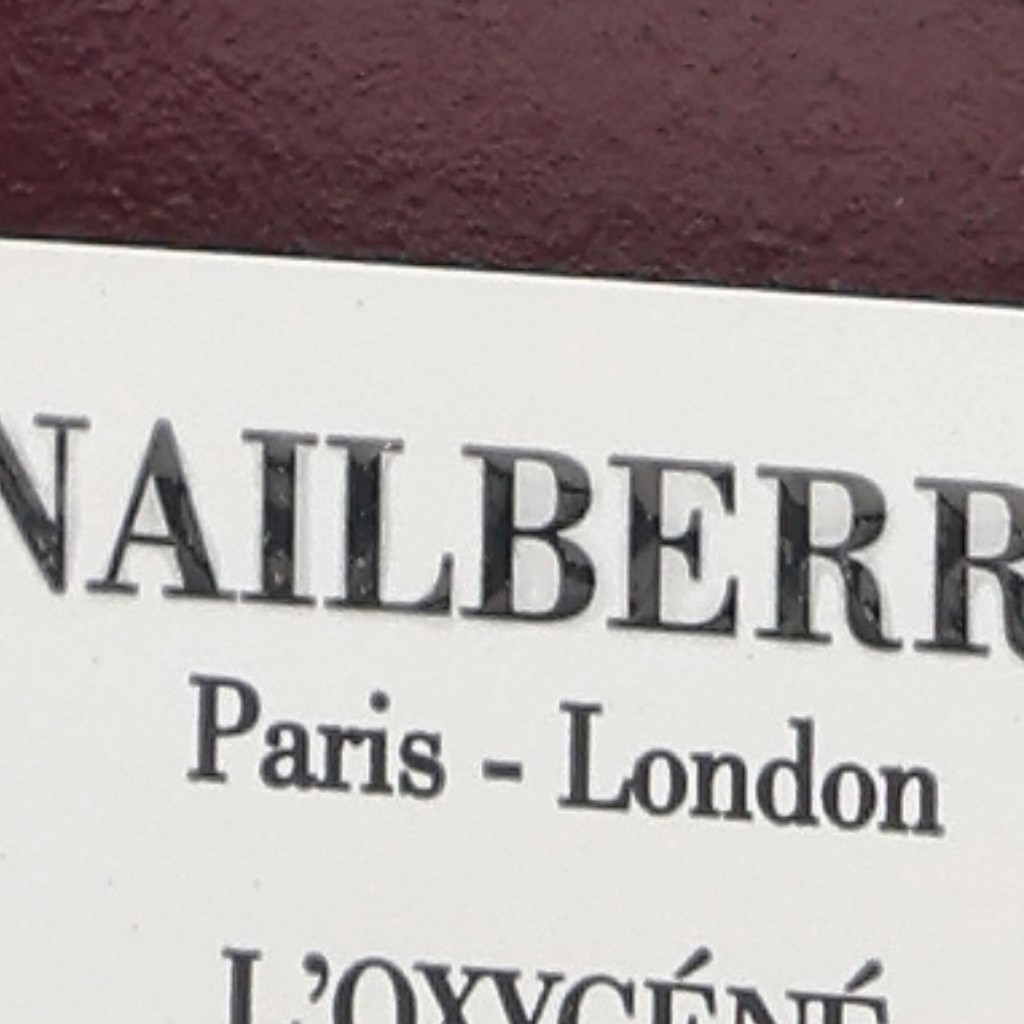 NAILBERR
Paris - London
L'OXYGÉNÉ